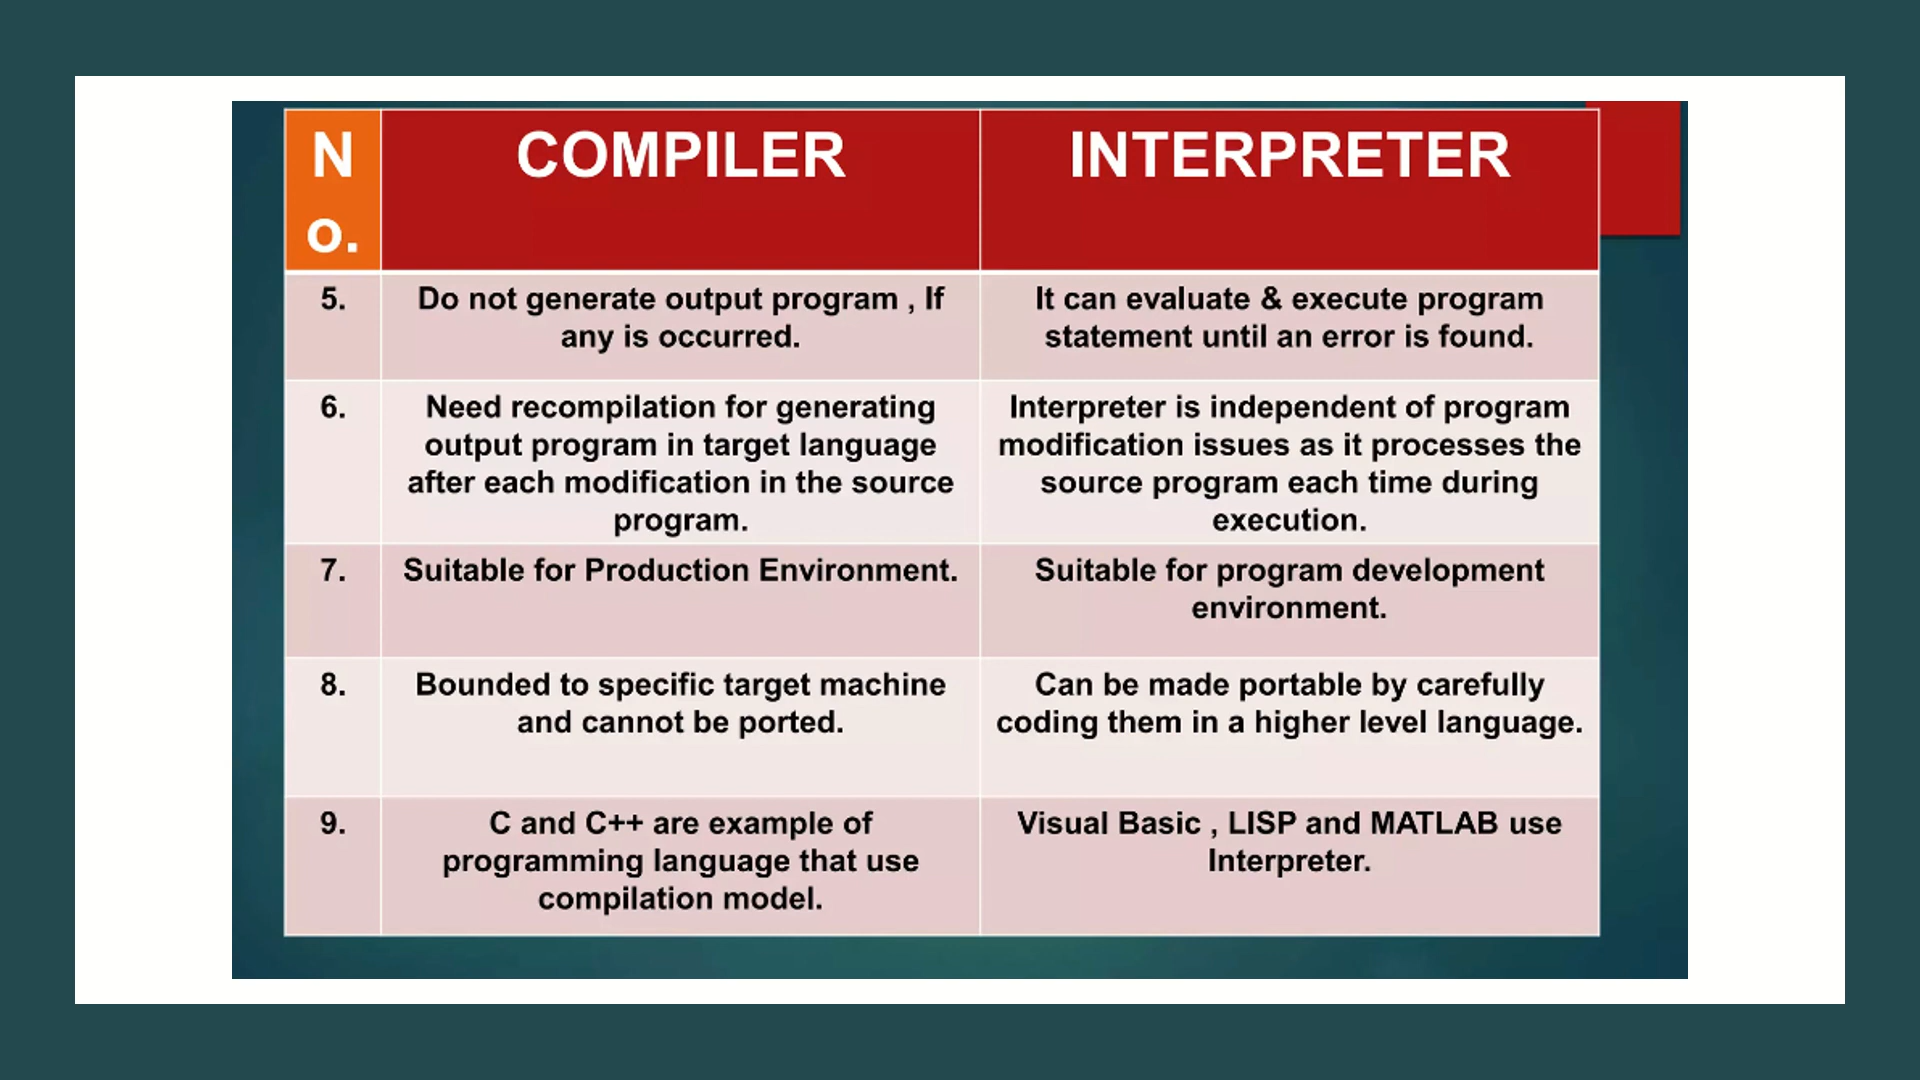 N
o.
COMPILER
INTERPRETER
5.
Do not generate output program , If
any is occurred.
It can evaluate & execute program
statement until an error is found.
6.
Need recompilation for generating
output program in target language
after each modification in the source
program.
Interpreter is independent of program
modification issues as it processes the
source program each time during
execution.
7.
Suitable for Production Environment.
Suitable for program development
environment.
8.
Bounded to specific target machine
and cannot be ported.
Can be made portable by carefully
coding them in a higher level language.
9.
C and C++ are example of
programming language that use
compilation model.
Visual Basic , LISP and MATLAB use
Interpreter.